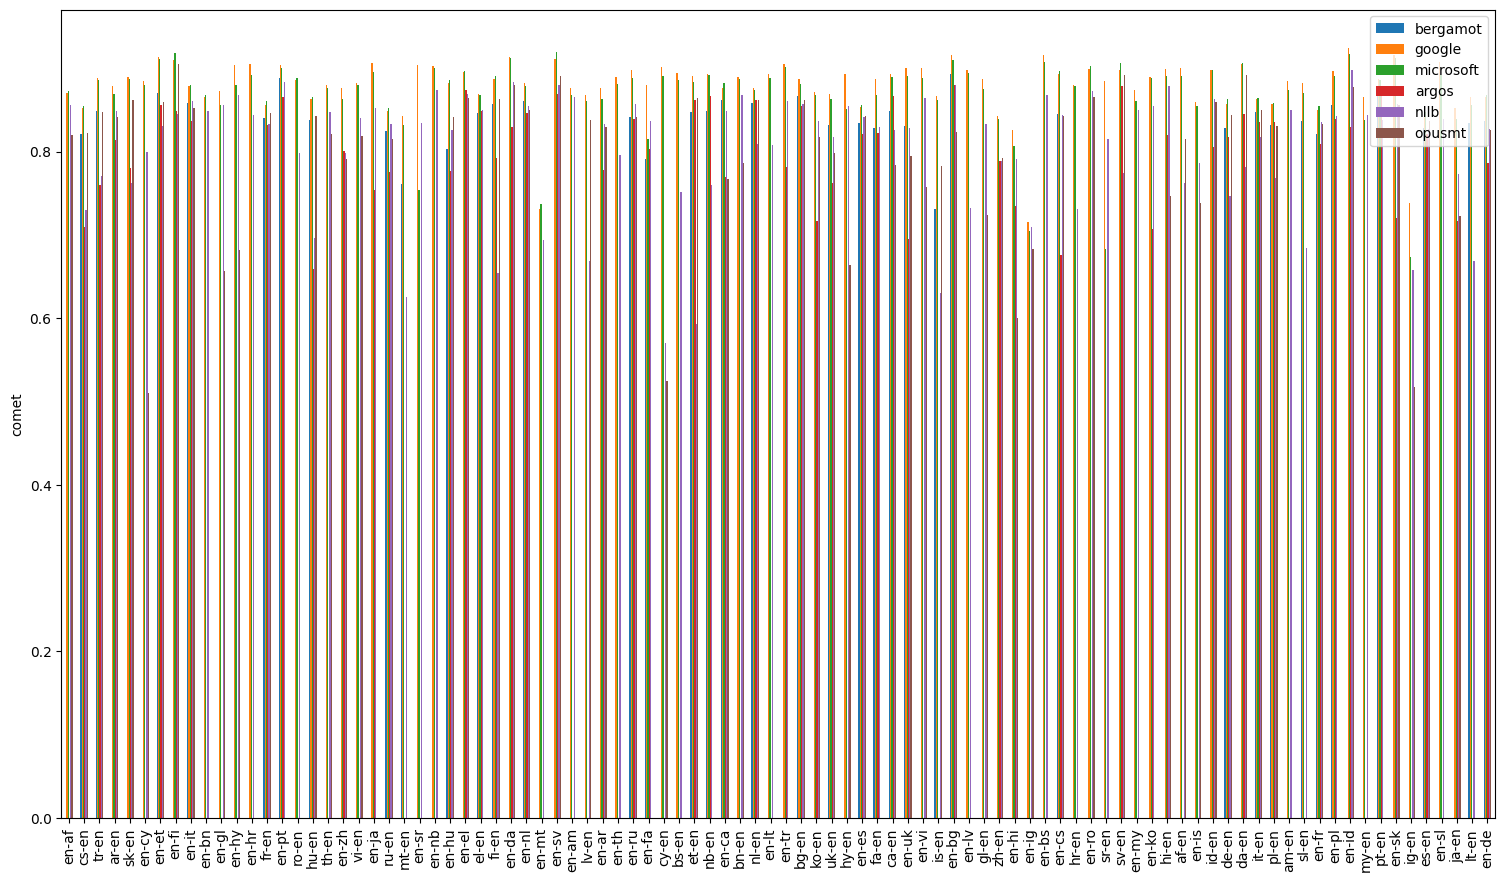 bergamot
google
microsoft
argos
nllb
opusmt
comet
0.8
0.6
0.4
0.2
0.0
en-af
cs-en
tr-en
ar-en
sk-en
en-cy
en-et
en-fi
en-it
en-bn
en-gl
en-hy
en-hr
fr-en
en-pt
ro-en
hu-en
th-en
en-zh
vi-en
en-ja
ru-en
mt-en
en-sr
en-nb
en-hu
en-el
el-en
fi-en
en-da
en-nl
en-mt
en-sv
en-am
lv-en
en-ar
en-th
en-ru
en-fa
cy-en
bs-en
et-en
nb-en
en-ca
bn-en
nl-en
en-lt
en-tr
bg-en
ko-en
uk-en
hy-en
en-es
fa-en
ca-en
en-uk
en-vi
is-en
en-bg
en-lv
gl-en
zh-en
en-hi
en-ig
en-bs
en-cs
hr-en
en-ro
sr-en
sv-en
en-my
en-ko
hi-en
af-en
en-is
id-en
de-en
da-en
it-en
pl-en
am-en
sl-en
en-fr
en-pl
en-id
my-en
pt-en
en-sk
ig-en
es-en
en-sl
ja-en
lt-en
en-de